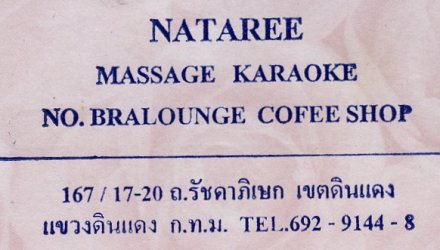 NATAREE
MASSAGE KARAOKE
NO. BRALOUNGE COFEE SHOP
167 / 17-20 ถ.รัชดาภิเษก เขตดินแดง
แขวงดินแดง ก.ท.ม. TEL.692 - 9144 - 8